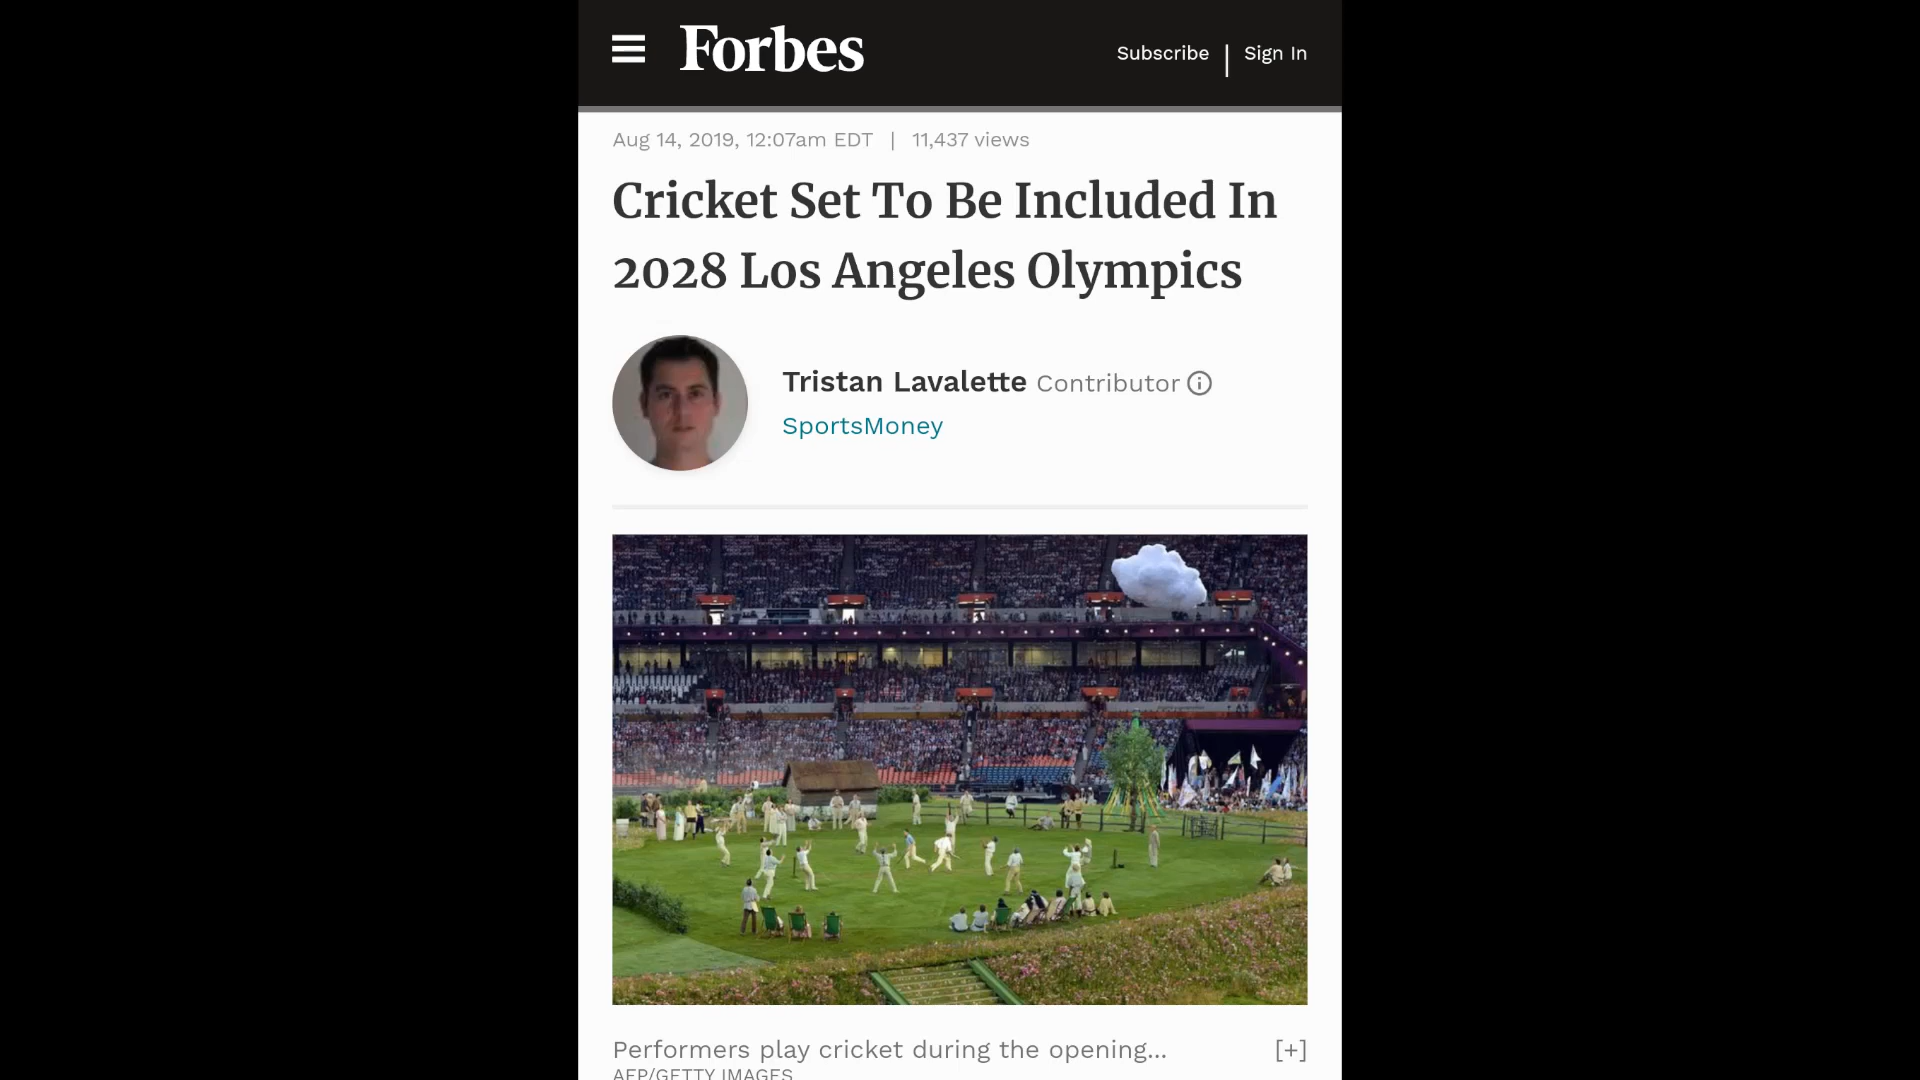 Forbes
Subscribe | Sign In
Aug 14, 2019, 12:07am EDT | 11,437 views
Cricket Set To Be Included In
2028 Los Angeles Olympics
Tristan Lavalette Contributor
SportsMoney
Performers play cricket during the opening... [+]
AFP/GETTY IMAGES